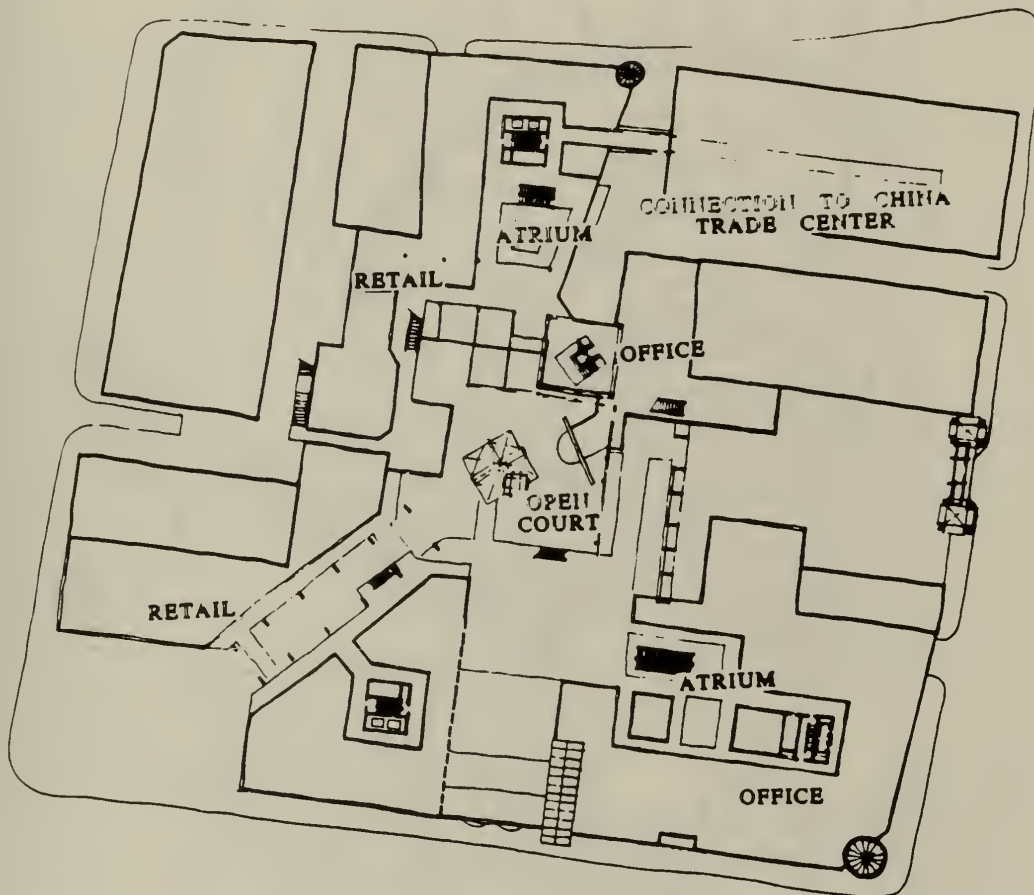 CONNECTION TO CHINA
TRADE CENTER
ATRIUM
RETAIL
OFFICE
OPEN
COURT
RETAIL
ATRIUM
OFFICE